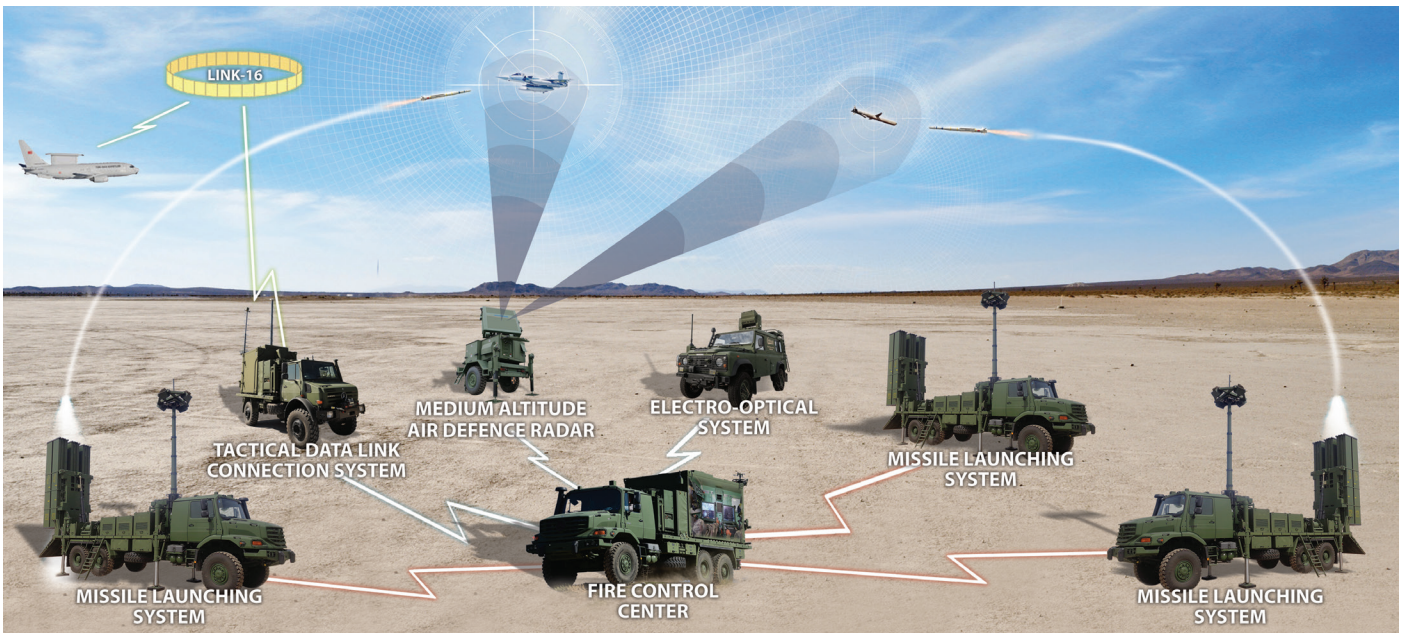 LINK-16
TACTICAL DATA LINK
CONNECTION SYSTEM
MEDIUM ALTITUDE
AIR DEFENCE RADAR
ELECTRO-OPTICAL
SYSTEM
MISSILE LAUNCHING
SYSTEM
MISSILE LAUNCHING
SYSTEM
FIRE CONTROL
CENTER
MISSILE LAUNCHING
SYSTEM